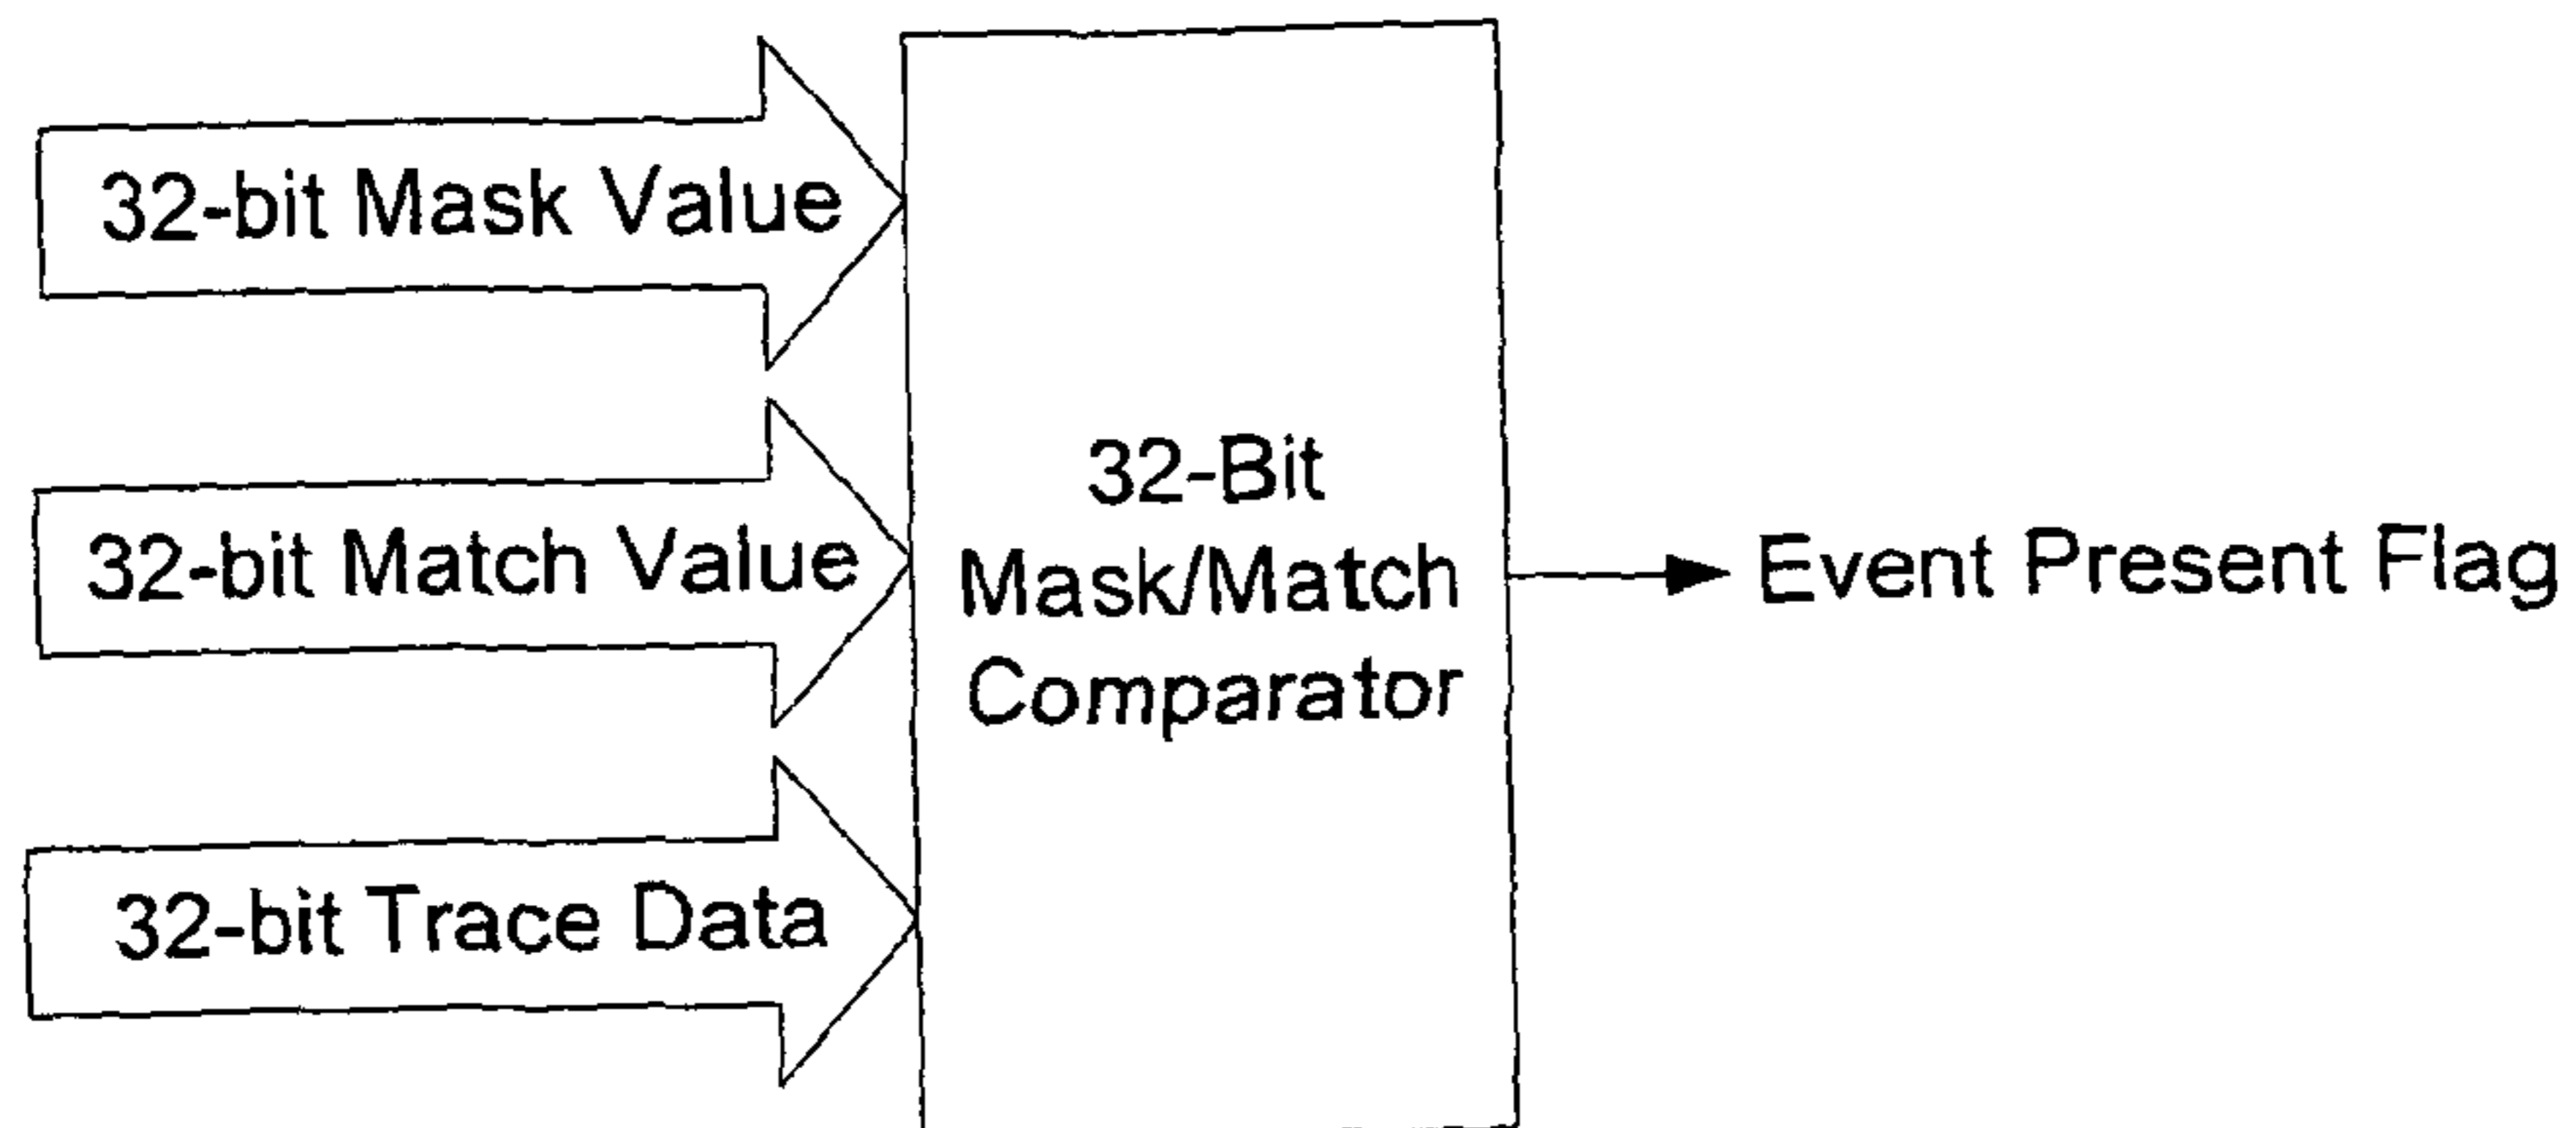 32-bit Mask Value
32-bit Match Value
32-bit Trace Data
32-Bit
Mask/Match
Comparator
Event Present Flag